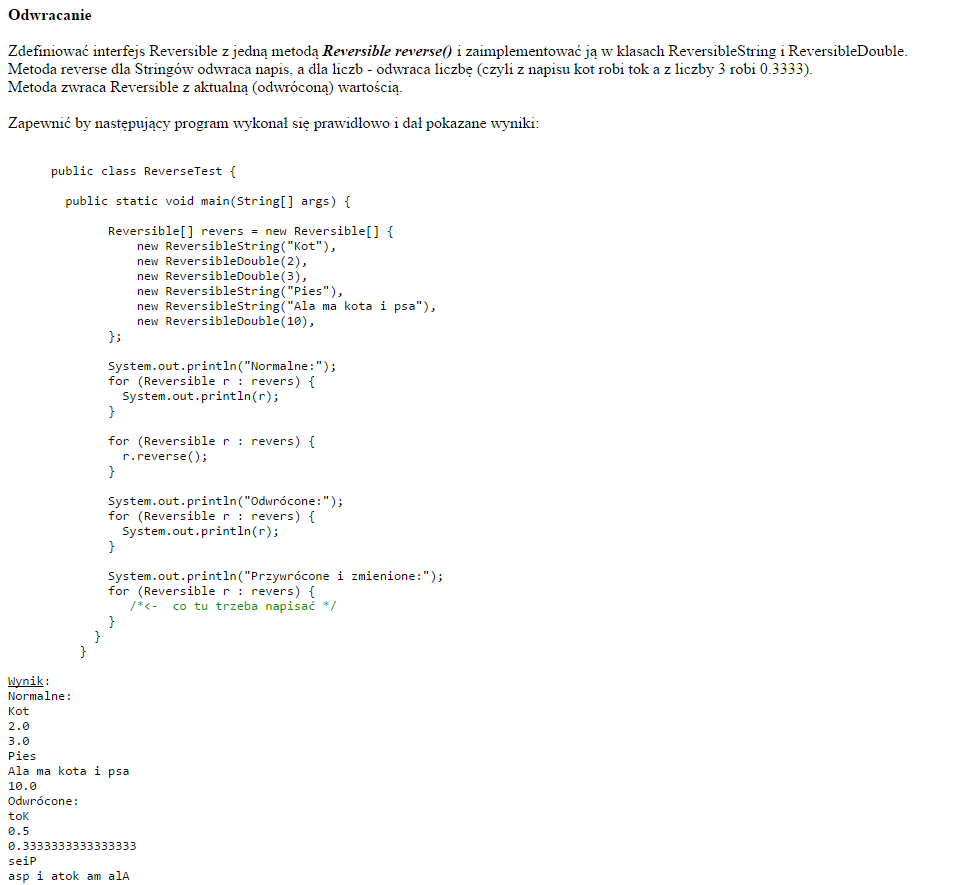 Odwracanie
Zdefiniować interfejs Reversible z jedną metodą Reversible reverse() i zaimplementować ją w klasach ReversibleString i ReversibleDouble.
Metoda reverse dla Stringów odwraca napis, a dla liczb - odwraca liczbę (czyli z napisu kot robi tok a z liczby 3 robi 0.3333).
Metoda zwraca Reversible z aktualną (odwróconą) wartością.
Zapewnić by następujący program wykonał się prawidłowo i dał pokazane wyniki:
public class ReverseTest {
public static void main(String[] args) {
Reversible[] revers = new Reversible[] {
new ReversibleString("Kot"),
new ReversibleDouble(2),
new ReversibleDouble(3),
new ReversibleString("Pies"),
new ReversibleString("Ala ma kota i psa"),
new ReversibleDouble(10),
};
System.out.println("Normalne:");
for (Reversible r : revers) {
System.out.println(r);
}
for (Reversible r : revers) {
r.reverse();
}
System.out.println("Odwrócone:");
for (Reversible r : revers) {
System.out.println(r);
}
System.out.println("Przywrócone i zmienione:");
for (Reversible r : revers) {
/*<-  co tu trzeba napisać */
}
}
}
Wynik:
Normalne:
Kot
2.0
3.0
Pies
Ala ma kota i psa
10.0
Odwrócone:
toK
0.5
0.3333333333333333
seiP
asp i atok am alA